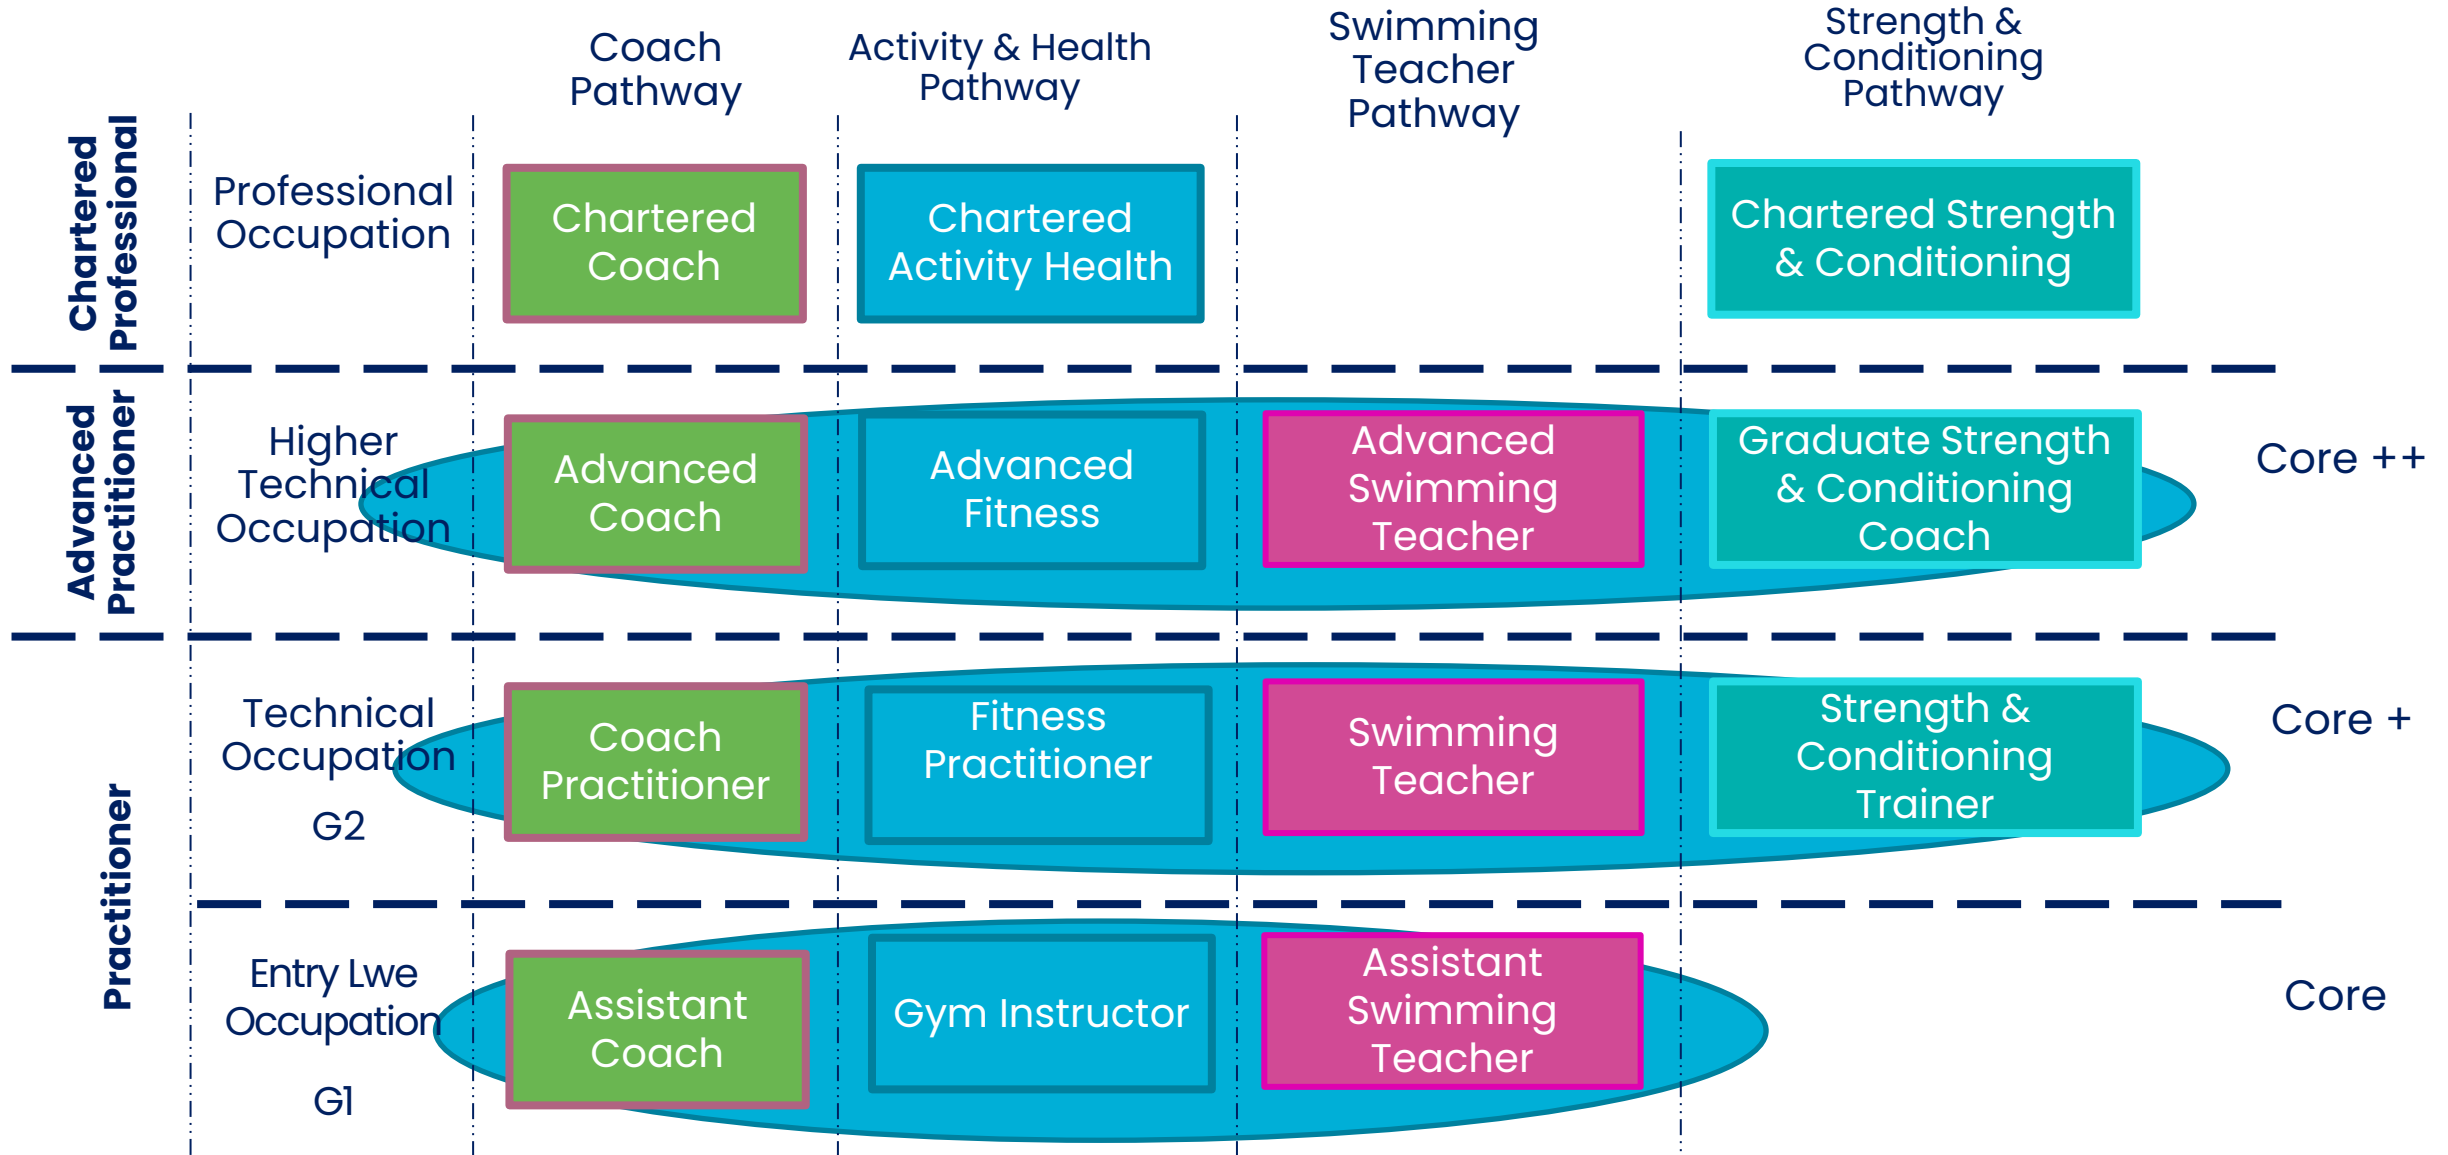 Coach
Pathway
Activity & Health
Pathway
Swimming
Teacher
Pathway
Strength &
Conditioning
Pathway
Chartered
Professional
Professional
Occupation
Chartered
Coach
Chartered
Activity Health
Chartered Strength
& Conditioning
Advanced
Practitioner
Higher
Technical
Occupation
Advanced
Coach
Advanced
Fitness
Advanced
Swimming
Teacher
Graduate Strength
& Conditioning
Coach
Core ++
Practitioner
Technical
Occupation
G2
Coach
Practitioner
Fitness
Practitioner
Swimming
Teacher
Strength &
Conditioning
Trainer
Core +
Entry Lwe
Occupation
G1
Assistant
Coach
Gym Instructor
Assistant
Swimming
Teacher
Core